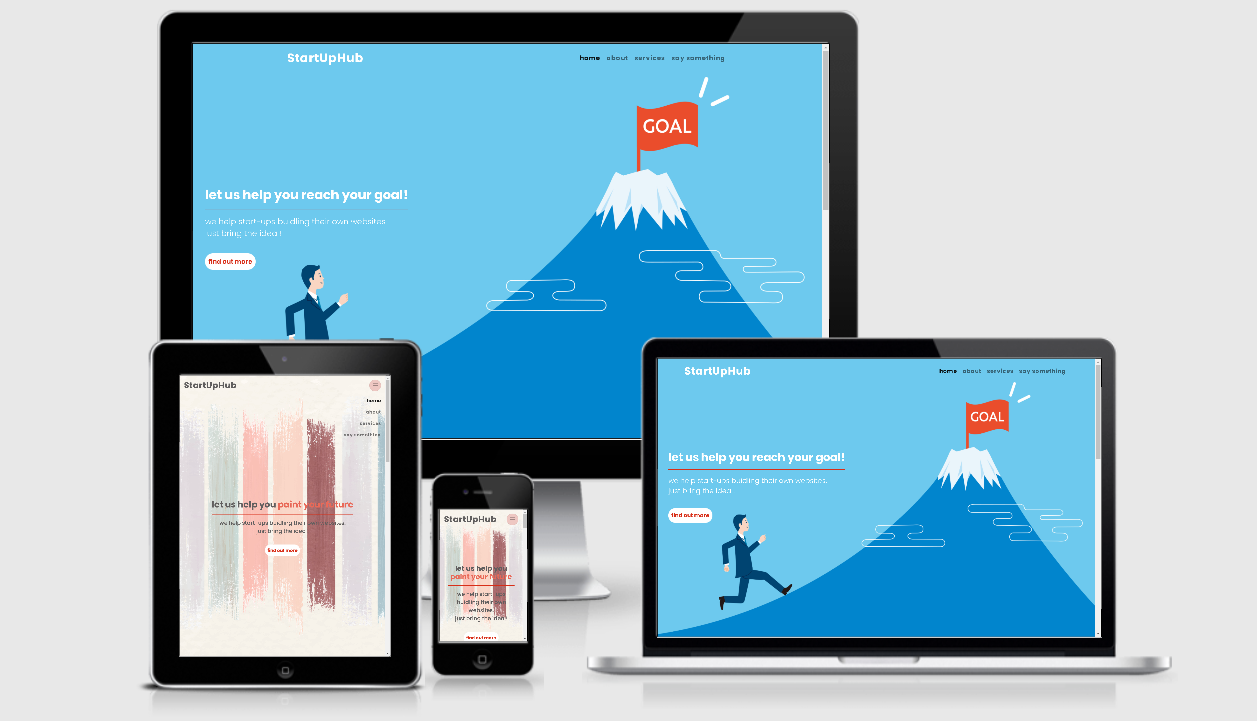 StartUpHub
home about services say something
GOAL
let us help you reach your goal!
we help start-ups buidling their own websites.
just bring the idea!
find out more
StartUpHub
home
about
services
say something
let us help you paint your future
we help start-ups buidling their own websites.
just bring the idea!
find out more
StartUpHub
let us help you
paint your future
we help start-ups
buidling their own
websites.
just bring the idea!
find out more
StartUpHub
home about services say something
GOAL
let us help you reach your goal!
we help start-ups buidling their own websites.
just bring the idea!
find out more